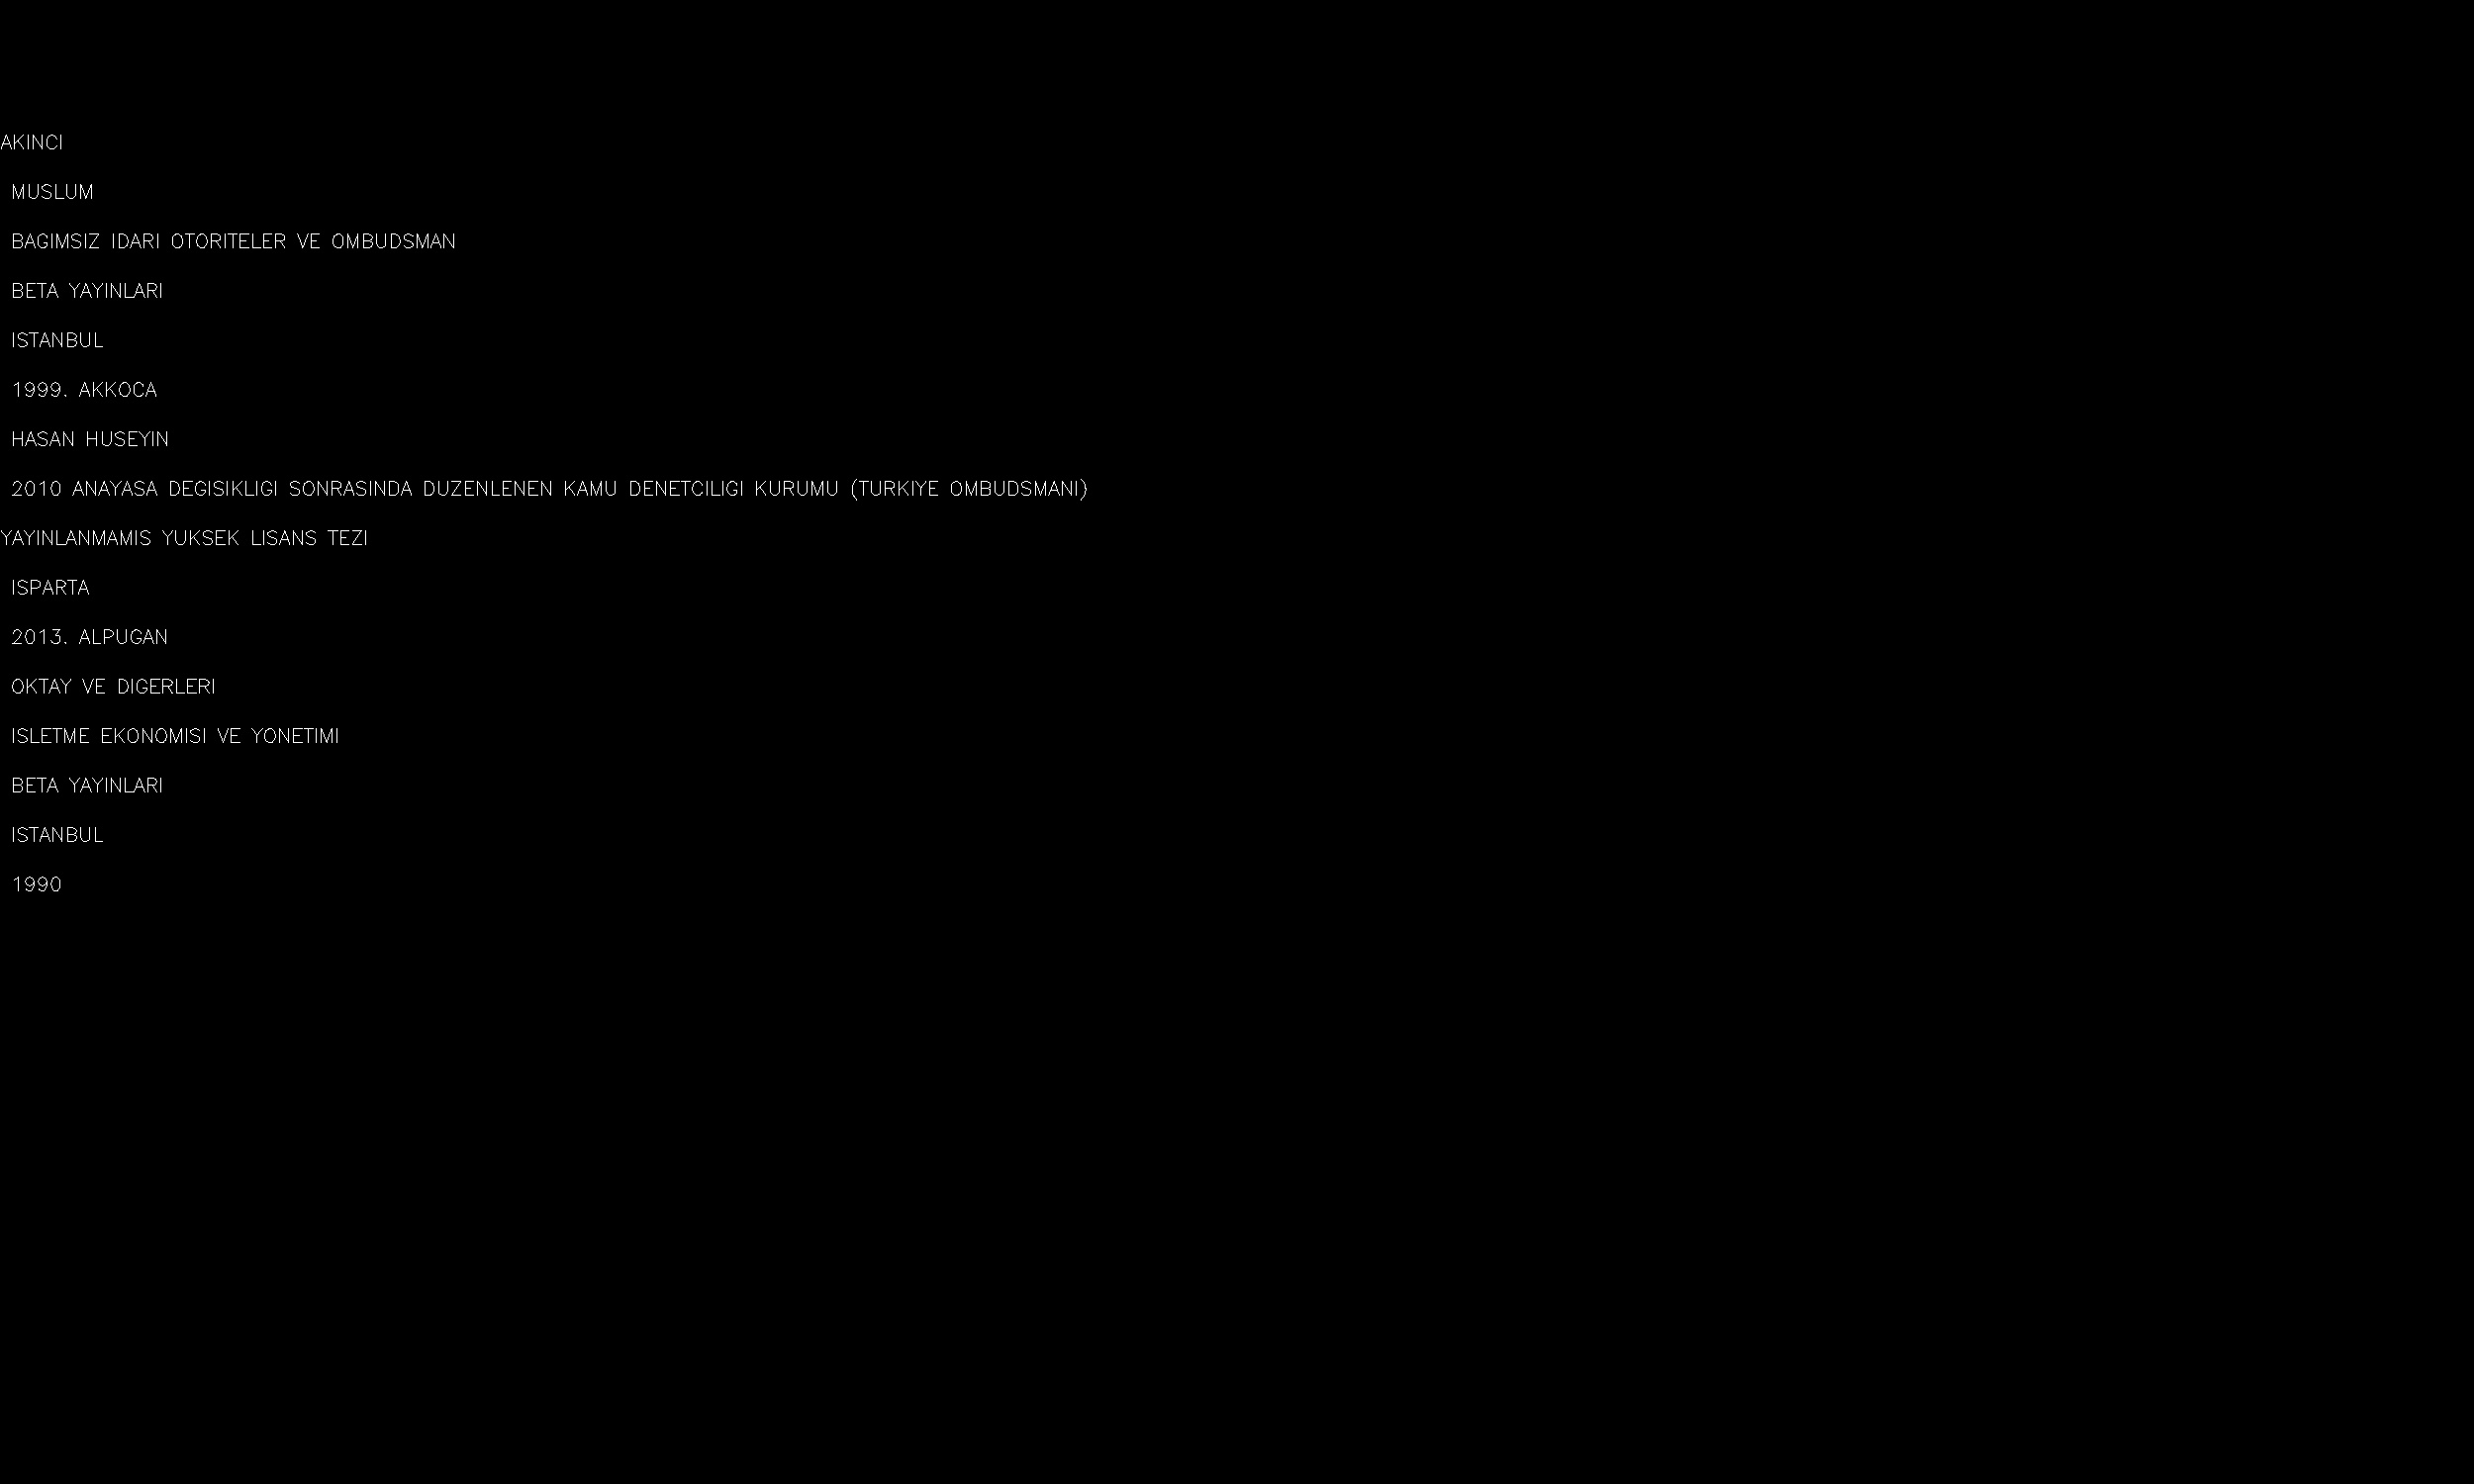 AKINCI
MUSLUM
BAGIMSIZ IDARI OTORITELER VE OMBUDSMAN
BETA YAYINLARI
ISTANBUL
1999. AKKOCA
HASAN HUSEYIN
2010 ANAYASA DEGISIKLIGI SONRASINDA DUZENLENEN KAMU DENETCILIGI KURUMU (TURKIYE OMBUDSMANI)
YAYINLANMAMIS YUKSEK LISANS TEZI
ISPARTA
2013. ALPUGAN
OKTAY VE DIGERLERI
ISLETME EKONOMISI VE YONETIMI
BETA YAYINLARI
ISTANBUL
1990